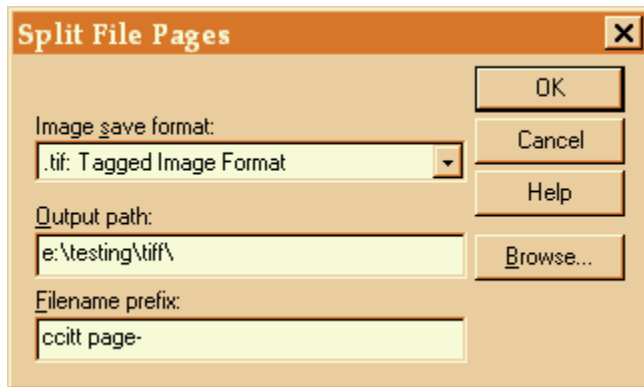 Split File Pages
OK
Image save format:
Cancel
.tif: Tagged Image Format
Help
Output path:
e:\testing\tiff\
Browse...
Filename prefix:
ccitt page-